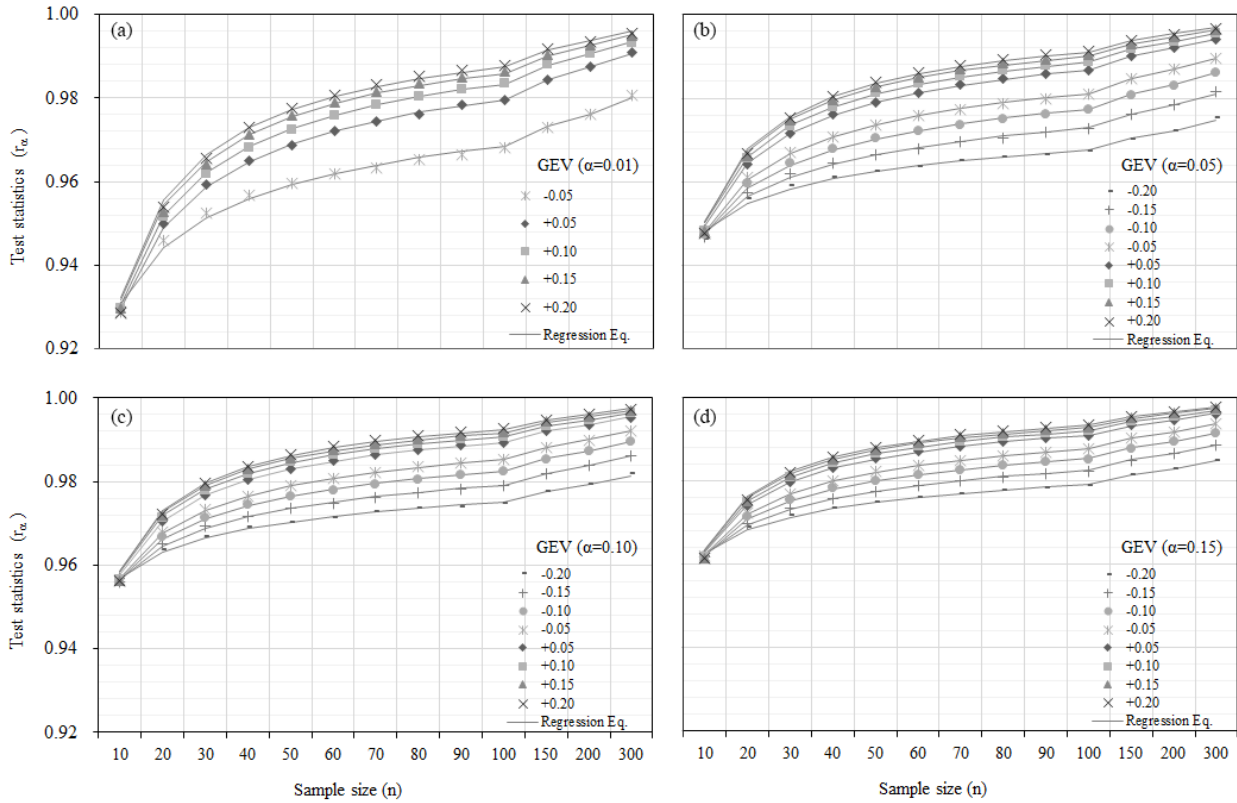 (a)
1.00
0.98
0.96
0.94
0.92
Test statistics (rα)
GEV (α=0.01)
-0.05
+0.05
+0.10
+0.15
+0.20
Regression Eq.
(b)
GEV (α=0.05)
-0.20
-0.15
-0.10
-0.05
+0.05
+0.10
+0.15
+0.20
Regression Eq.
(c)
1.00
0.98
0.96
0.94
0.92
Test statistics (rα)
GEV (α=0.10)
-0.20
-0.15
-0.10
-0.05
+0.05
+0.10
+0.15
+0.20
Regression Eq.
10 20 30 40 50 60 70 80 90 100 150 200 300
Sample size (n)
(d)
GEV (α=0.15)
-0.20
-0.15
-0.10
-0.05
+0.05
+0.10
+0.15
+0.20
Regression Eq.
10 20 30 40 50 60 70 80 90 100 150 200 300
Sample size (n)